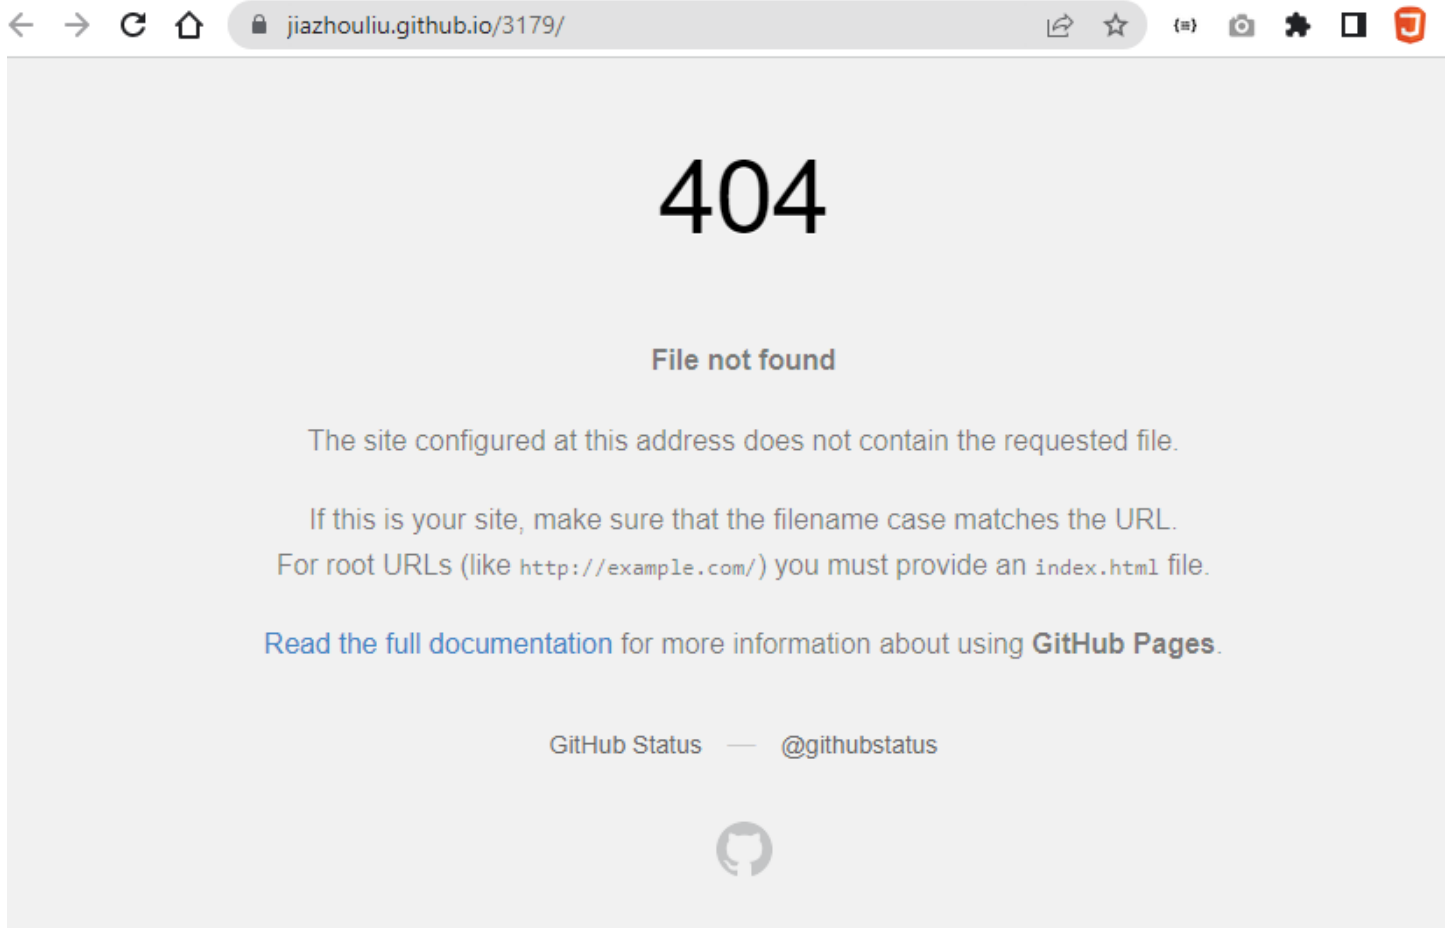 jiazhouliu.github.io/3179/
404
File not found
The site configured at this address does not contain the requested file.
If this is your site, make sure that the filename case matches the URL.
For root URLs (like http://example.com/) you must provide an index.html file.
Read the full documentation for more information about using GitHub Pages.
GitHub Status — @githubstatus